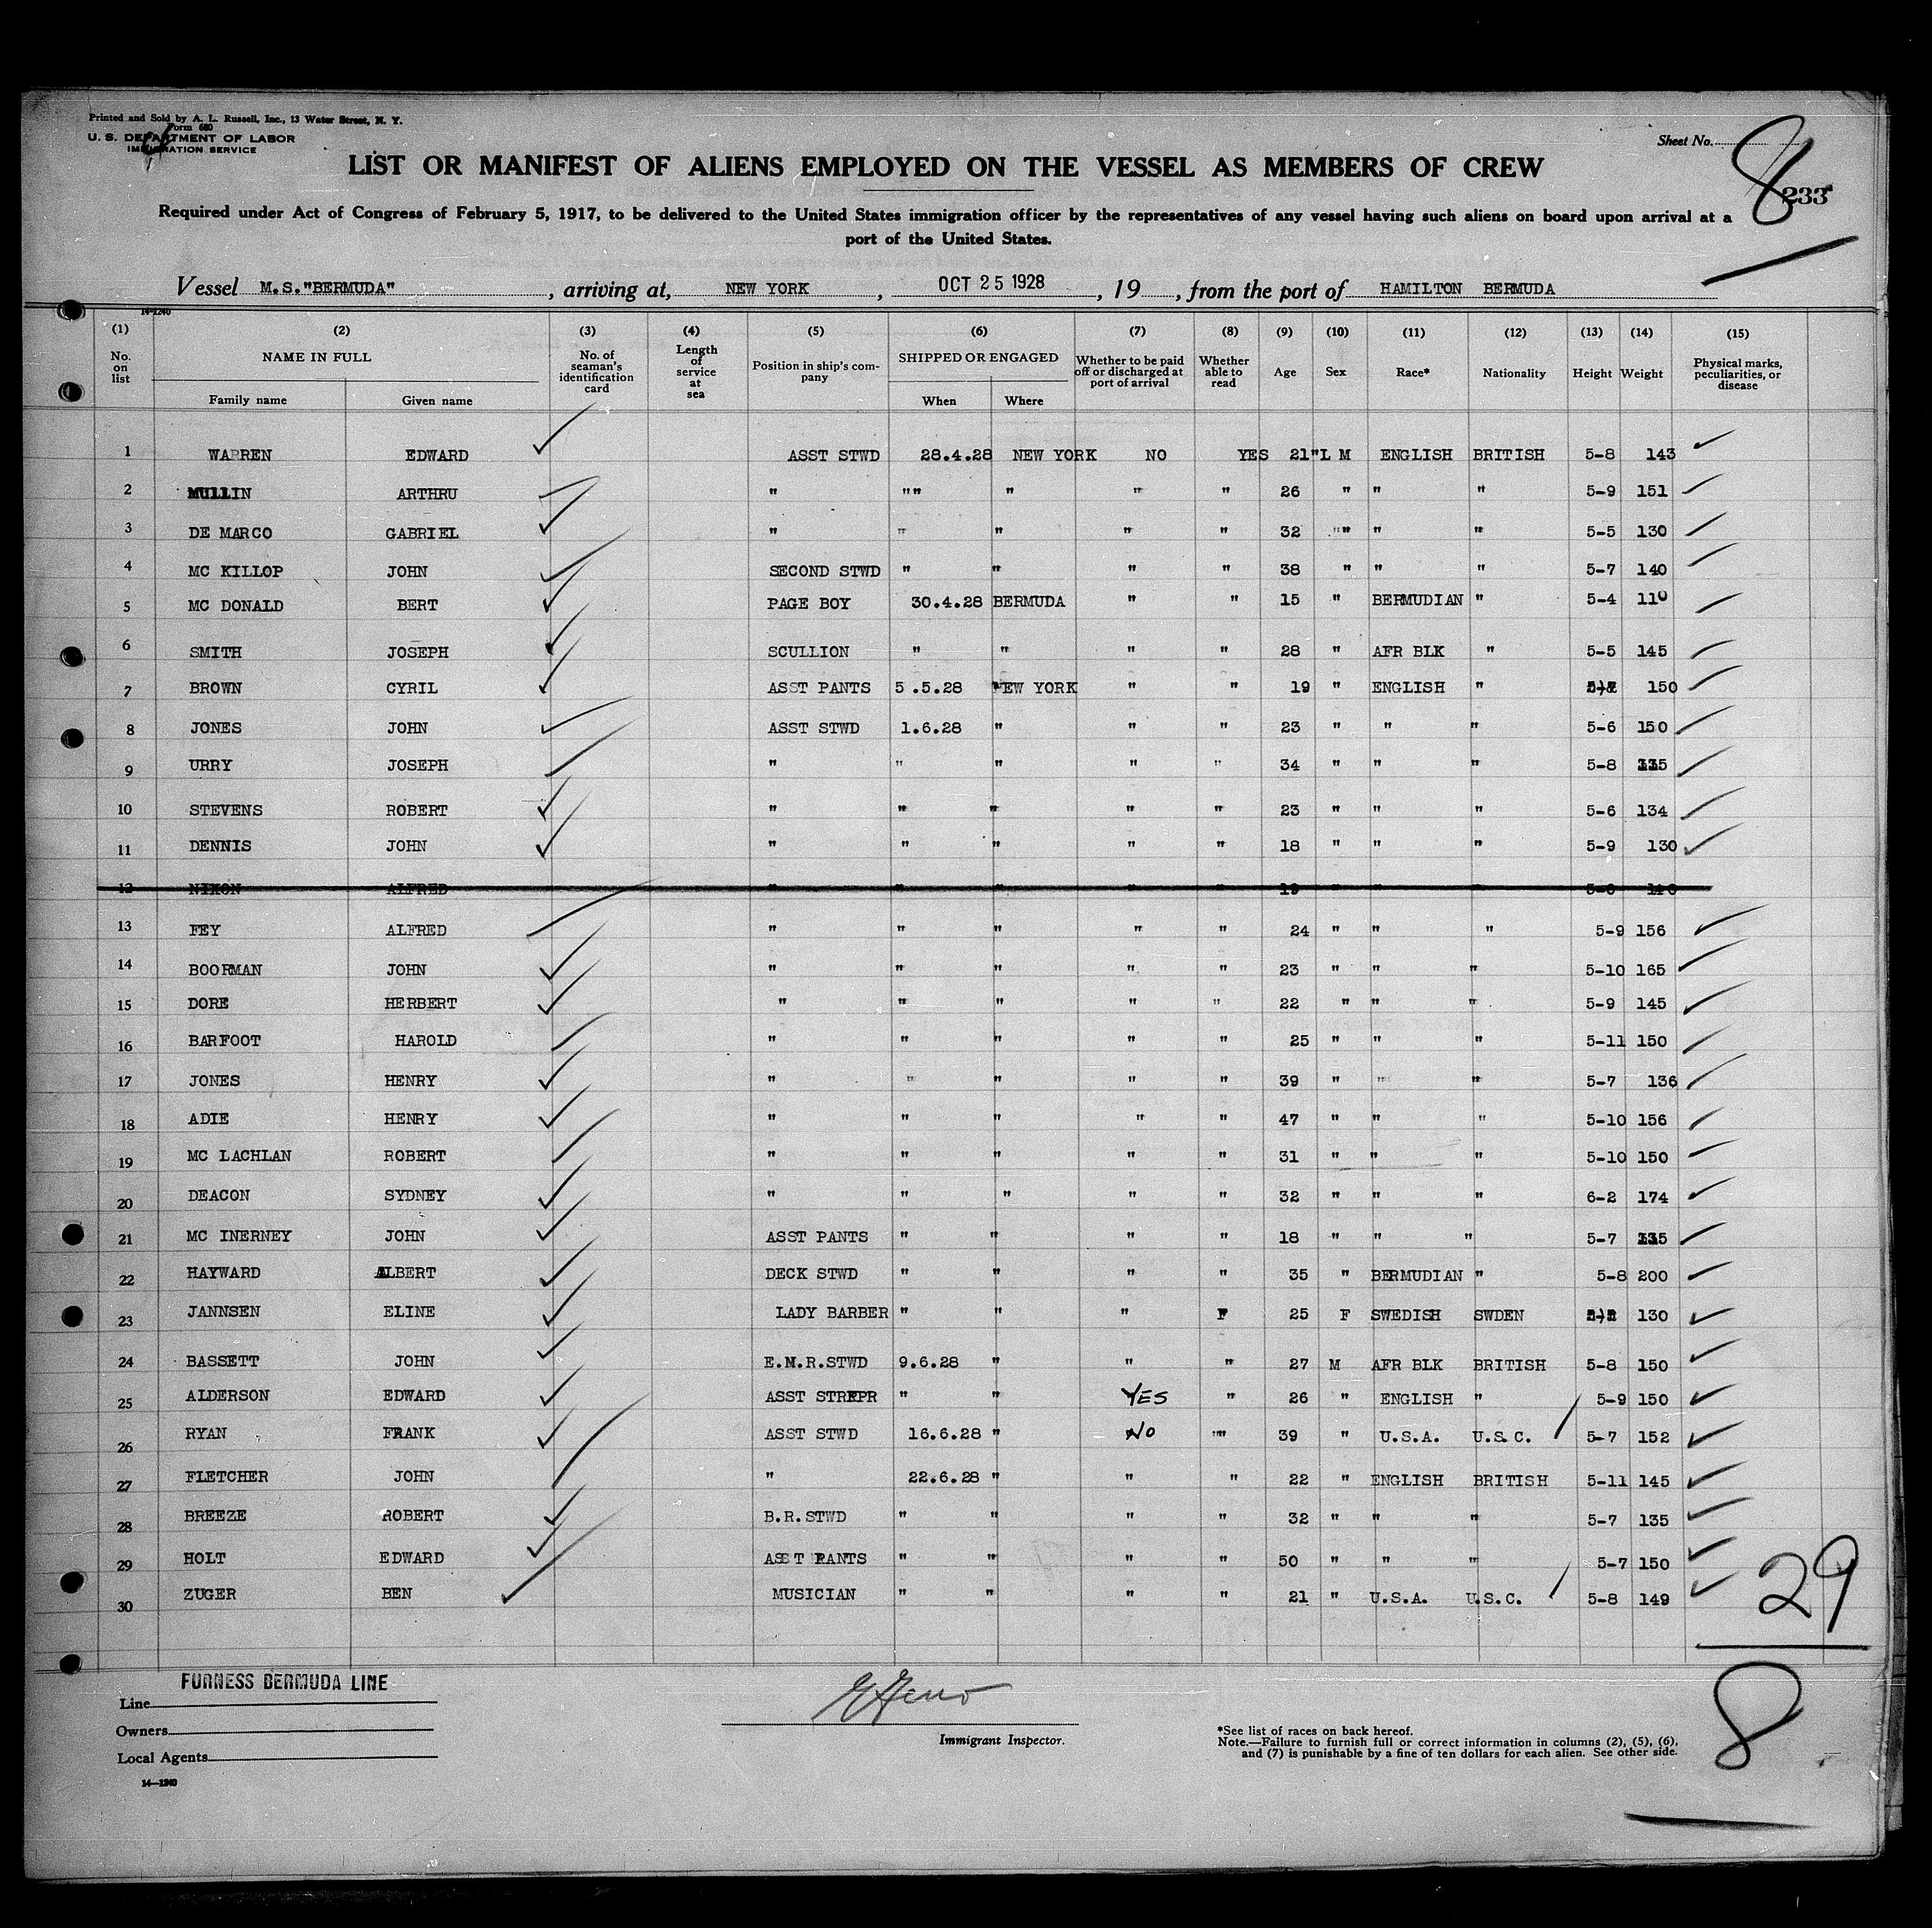 Printed and Sold by A. L. Russell, Inc., 13 Water Street, N. Y.
Form 680
U. S. DEPARTMENT OF LABOR
IMMIGRATION SERVICE
Sheet No. 8
233
LIST OR MANIFEST OF ALIENS EMPLOYED ON THE VESSEL AS MEMBERS OF CREW
Required under Act of Congress of February 5, 1917, to be delivered to the United States immigration officer by the representatives of any vessel having such aliens on board upon arrival at a
port of the United States.
Vessel M.S."BERMUDA", arriving at, NEW YORK, OCT 25 1928, 19, from the port of HAMILTON BERMUDA
14-1240
(1) (2) (3) (4) (5) (6) (7) (8) (9) (10) (11) (12) (13) (14) (15)
No. on list NAME IN FULL No. of seaman's identification card Length of service at sea Position in ship's company SHIPPED OR ENGAGED Whether to be paid off or discharged at port of arrival Whether able to read Age Sex Race* Nationality Height Weight Physical marks, peculiarities, or disease
Family name Given name When Where
1 WARREN EDWARD ASST STWD 28.4.28 NEW YORK NO YES 21"L M ENGLISH BRITISH 5-8 143
2 MULLIN ARTHRU " "" " " " 26 " " " 5-9 151
3 DE MARCO GABRIEL " " " " " 32 "" " " 5-5 130
4 MC KILLOP JOHN SECOND STWD " " " " 38 " " " 5-7 140
5 MC DONALD BERT PAGE BOY 30.4.28 BERMUDA " " 15 " BERMUDIAN " 5-4 110
6 SMITH JOSEPH SCULLION " " " " 28 " AFR BLK " 5-5 145
7 BROWN CYRIL ASST PANTS 5 .5.28 NEW YORK " " 19 " ENGLISH " 150
8 JONES JOHN ASST STWD 1.6.28 " " " 23 " " " 5-6 150
9 URRY JOSEPH " " " " " 34 " " " 5-8 135
10 STEVENS ROBERT " " " " " 23 " " " 5-6 134
11 DENNIS JOHN " " " " " 18 " " " 5-9 130
12 NIXON ALFRED " " " " " 19 " " "
13 FEY ALFRED " " " " " 24 " " " 5-9 156
14 BOORMAN JOHN " " " " " 23 " " " 5-10 165
15 DORE HERBERT " " " " " 22 " " " 5-9 145
16 BARFOOT HAROLD " " " " " 25 " " " 5-11 150
17 JONES HENRY " " " " " 39 " " " 5-7 136
18 ADIE HENRY " " " " " 47 " " " 5-10 156
19 MC LACHLAN ROBERT " " " " " 31 " " " 5-10 150
20 DEACON SYDNEY " " " " " 32 " " " 6-2 174
21 MC INERNEY JOHN ASST PANTS " " " " 18 " " " 5-7 135
22 HAYWARD ALBERT DECK STWD " " " " 35 " BERMUDIAN " 5-8 200
23 JANNSEN ELINE LADY BARBER " " " F 25 F SWEDISH SWDEN 130
24 BASSETT JOHN E.M.R.STWD 9.6.28 " " " 27 M AFR BLK BRITISH 5-8 150
25 ALDERSON EDWARD ASST STREPR " " YES " 26 " ENGLISH " 5-9 150
26 RYAN FRANK ASST STWD 16.6.28 " NO "" 39 " U.S.A. U.S.C. 5-7 152
27 FLETCHER JOHN " 22.6.28 " " " 22 " ENGLISH BRITISH 5-11 145
28 BREEZE ROBERT B.R.STWD " " " " 32 " " " 5-7 135
29 HOLT EDWARD ASST PANTS " " " " 50 " " " 5-7 150
30 ZUGER BEN MUSICIAN " " " " 21 " U.S.A. U.S.C. 5-8 149
29
8
FURNESS BERMUDA LINE
Line
Owners
Local Agents
14—1240
Immigrant Inspector.
*See list of races on back hereof.
Note.—Failure to furnish full or correct information in columns (2), (5), (6),
and (7) is punishable by a fine of ten dollars for each alien. See other side.